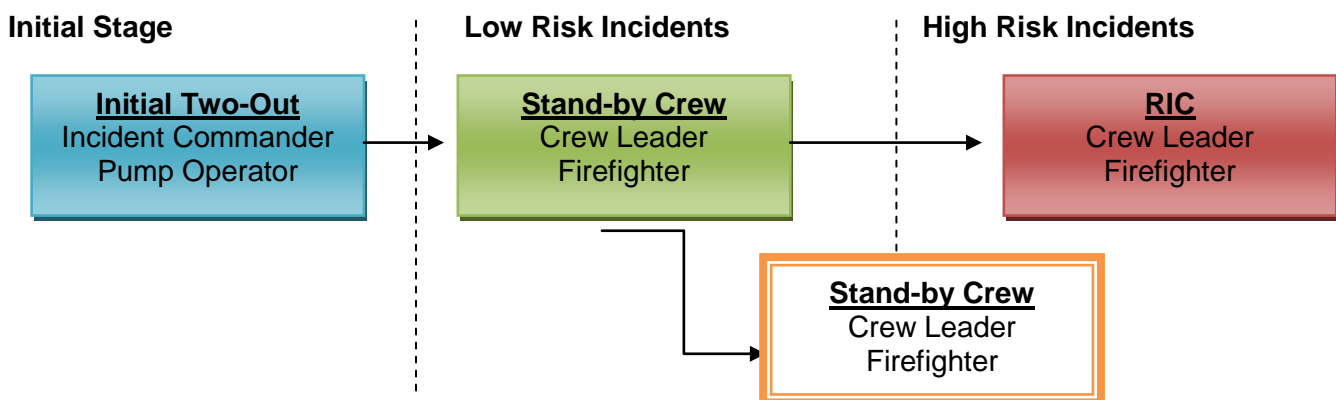 Initial Stage
Low Risk Incidents
High Risk Incidents
Initial Two-Out
Incident Commander
Pump Operator
Stand-by Crew
Crew Leader
Firefighter
RIC
Crew Leader
Firefighter
Stand-by Crew
Crew Leader
Firefighter